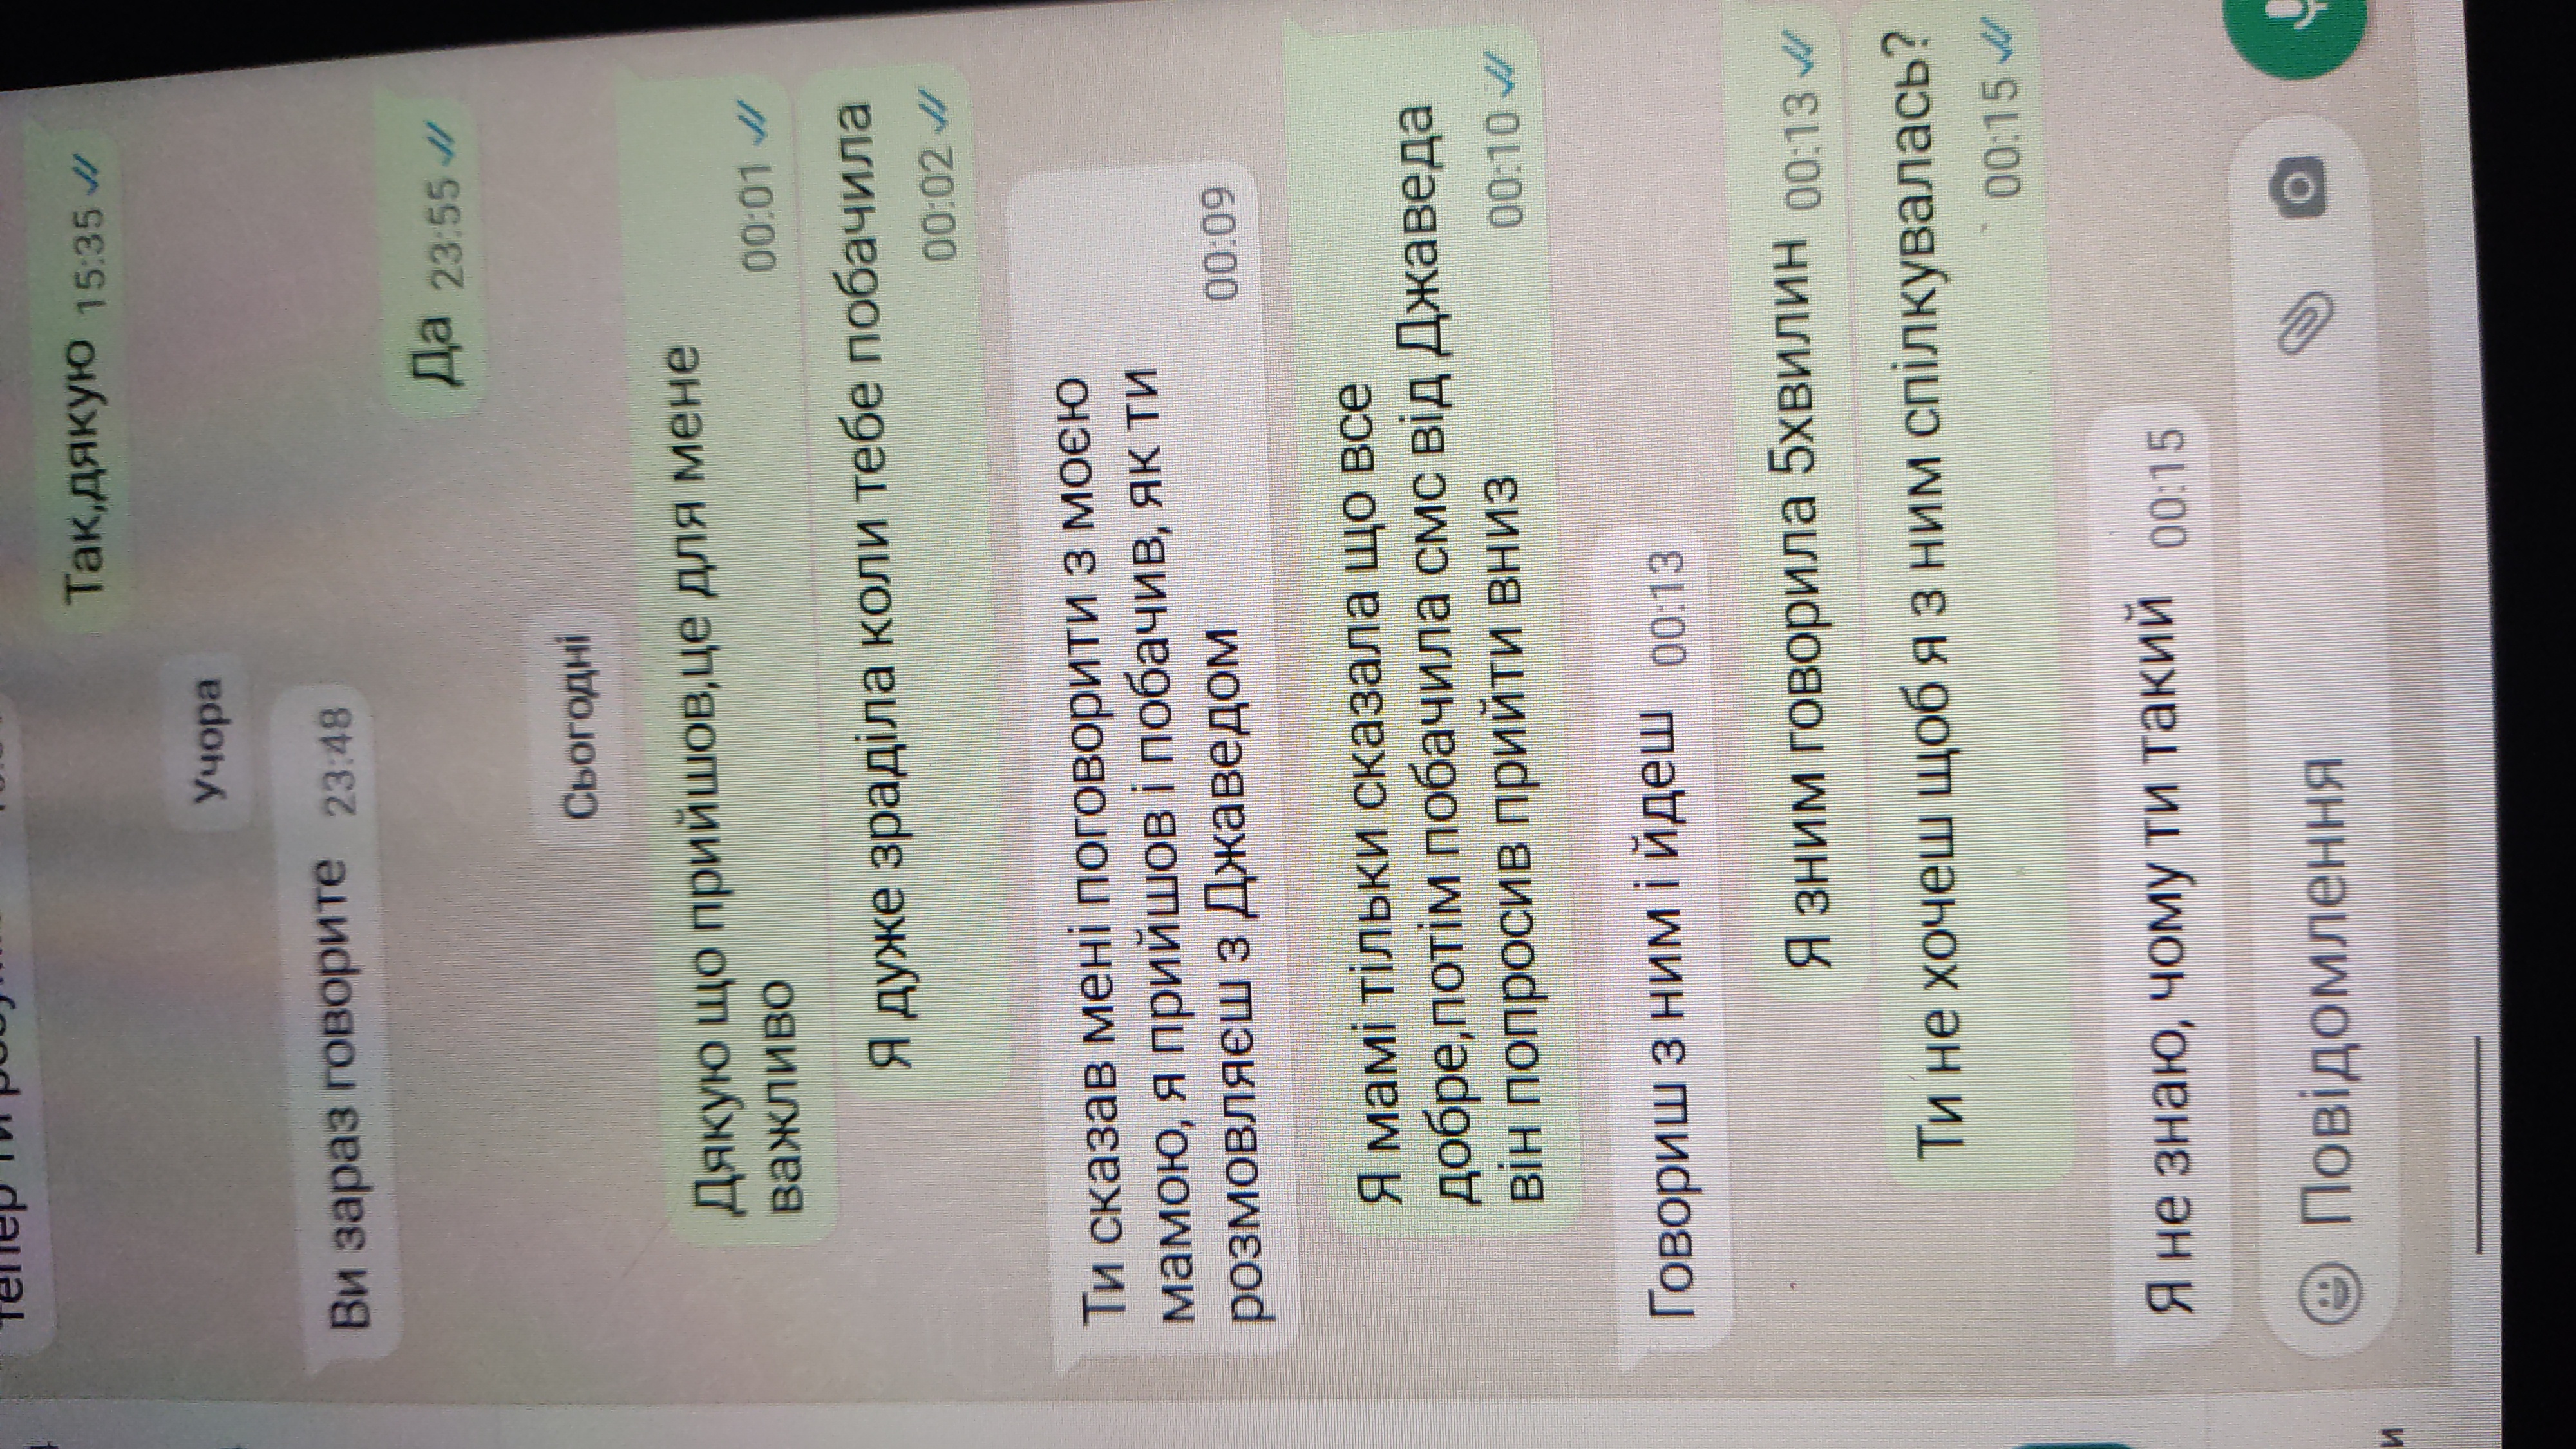 тепер ти
Так,дякую 15:35
Учора
Ви зараз говорите 23:48
Да 23:55
Сьогодні
Дякую що прийшов,це для мене
важливо 00:01
Я дуже зраділа коли тебе побачила
00:02
Ти сказав мені поговорити з моєю
мамою, я прийшов і побачив, як ти
розмовляєш з Джаведом 00:09
Я мамі тільки сказала що все
добре,потім побачила смс від Джаведа
він попросив прийти вниз 00:10
Говориш з ним і йдеш 00:13
Я зним говорила 5хвилин 00:13
Ти не хочеш щоб я з ним спілкувалась?
00:15
Я не знаю, чому ти такий 00:15
Повідомлення
и